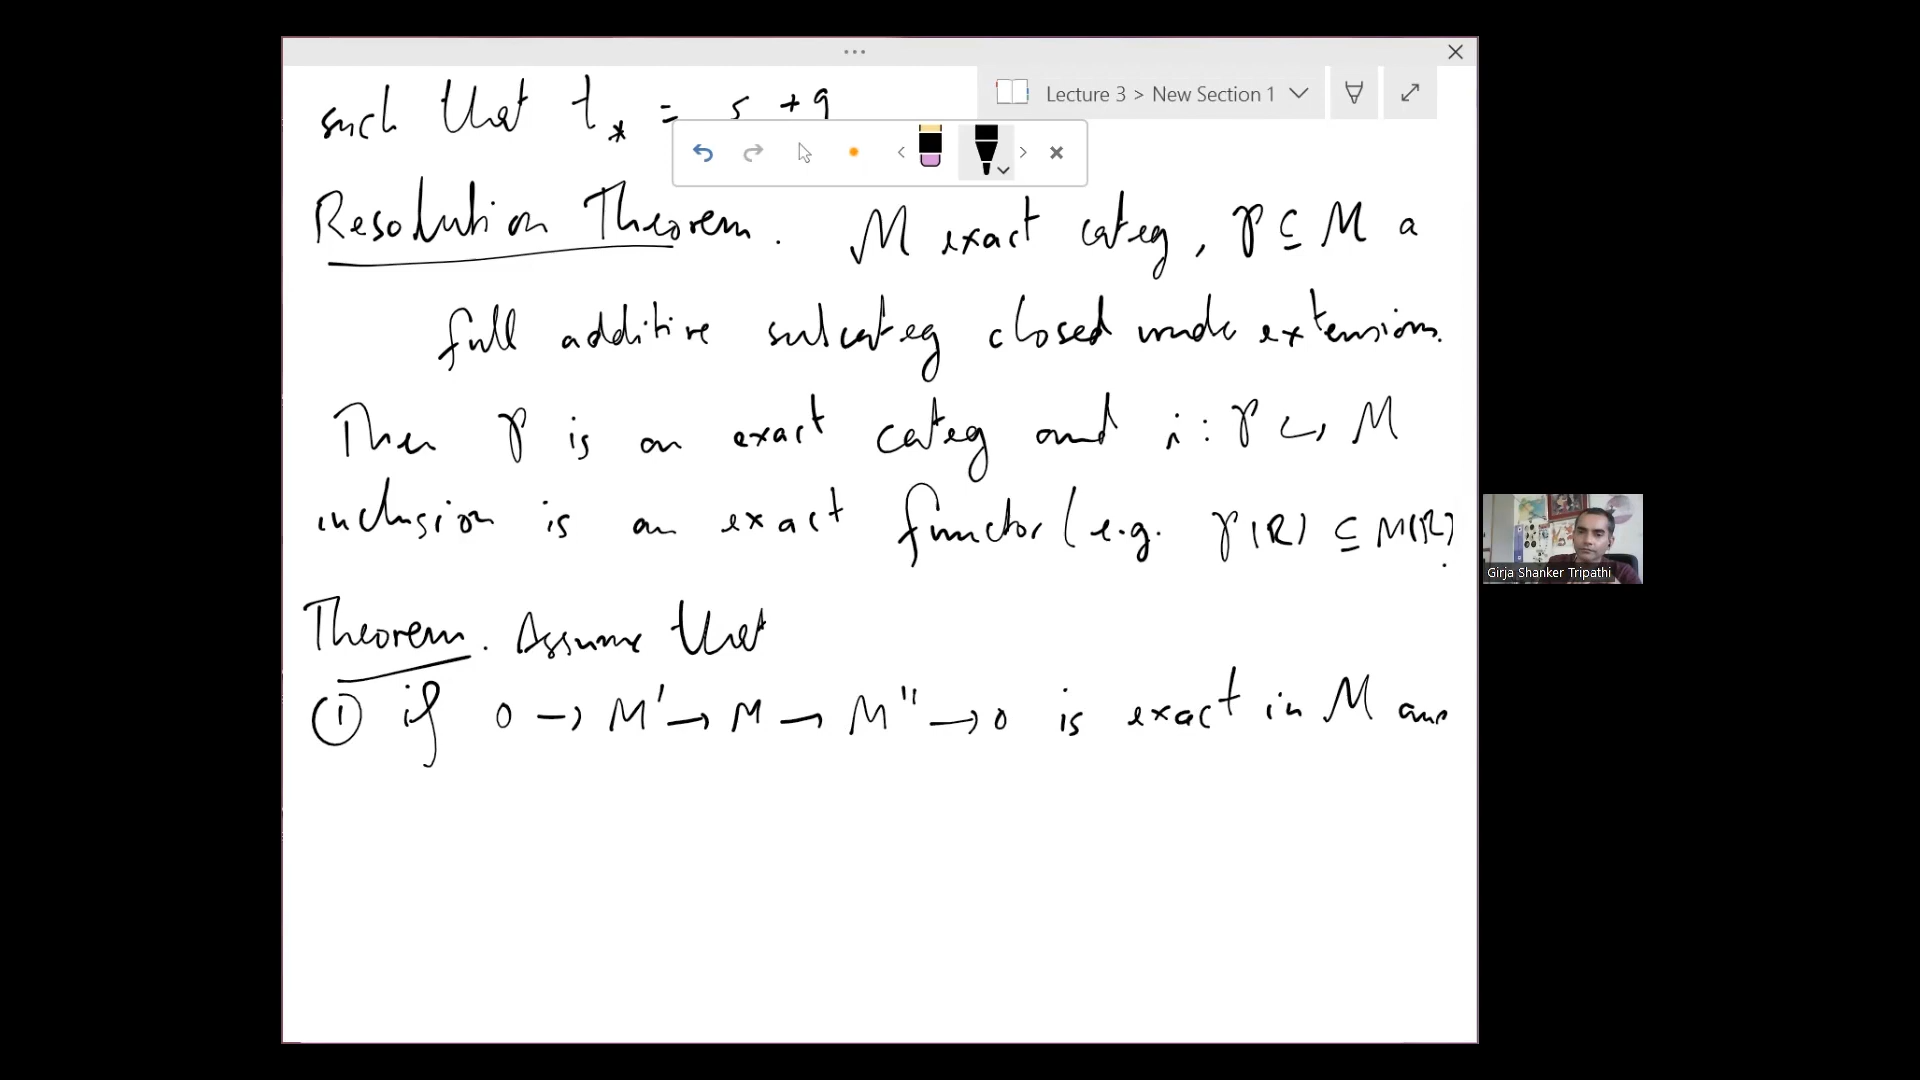 such that t_* = s + q
Lecture 3 > New Section 1
Resolution Theorem. M exact categ, P ⊆ M a
full additive subcateg closed under extensions.
Then P is an exact categ and i : P ↪ M
inclusion is an exact functor (e.g. P(R) ⊆ M(R)
Girja Shanker Tripathi
Theorem. Assume that
① if 0 → M' → M → M'' → 0 is exact in M and